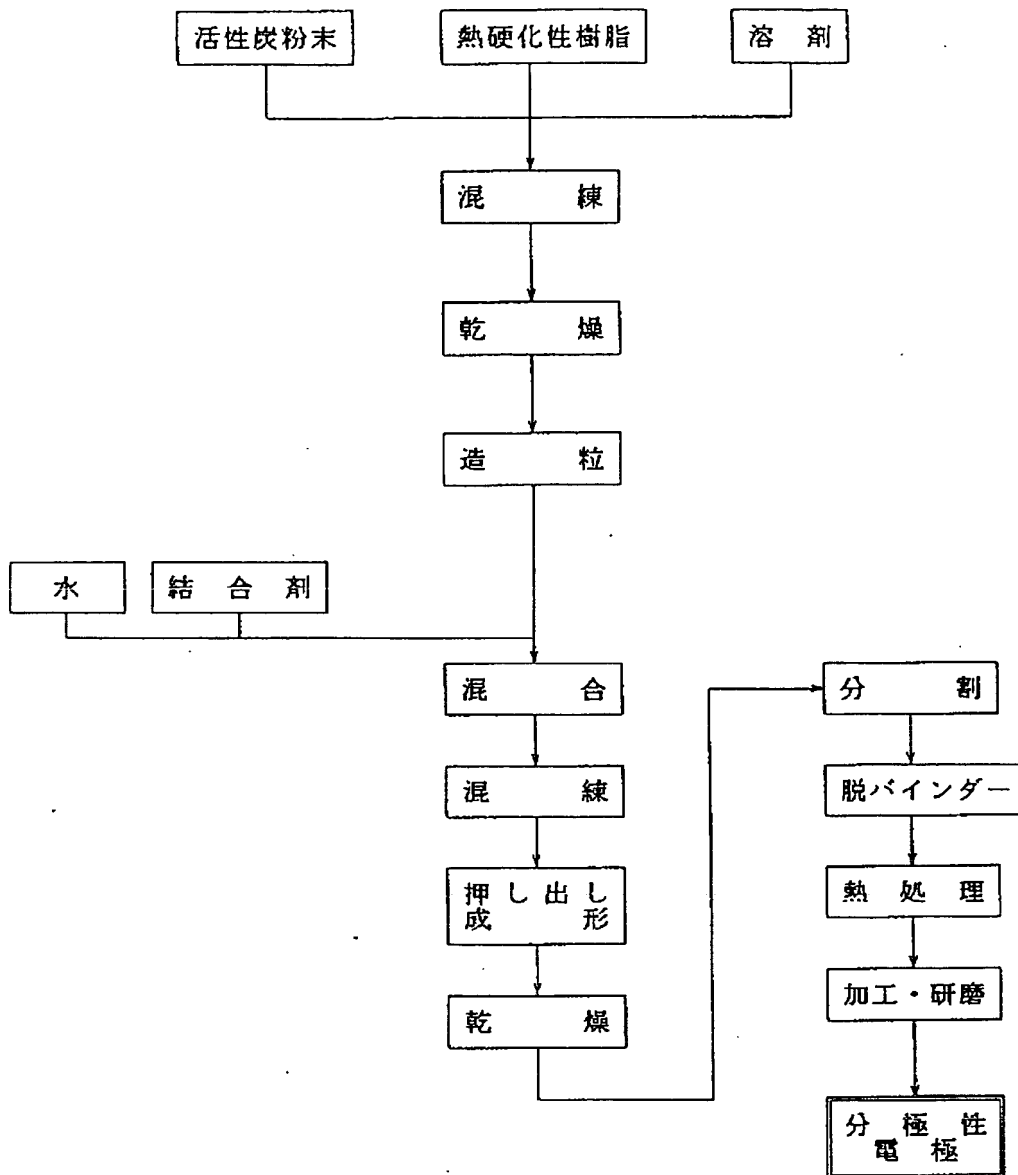 活性炭粉末
熱硬化性樹脂
溶剤
混練
乾燥
造粒
水
結合剤
混合
混練
押し出し
成形
乾燥
分割
脱バインダー
熱処理
加工・研磨
分極性
電極